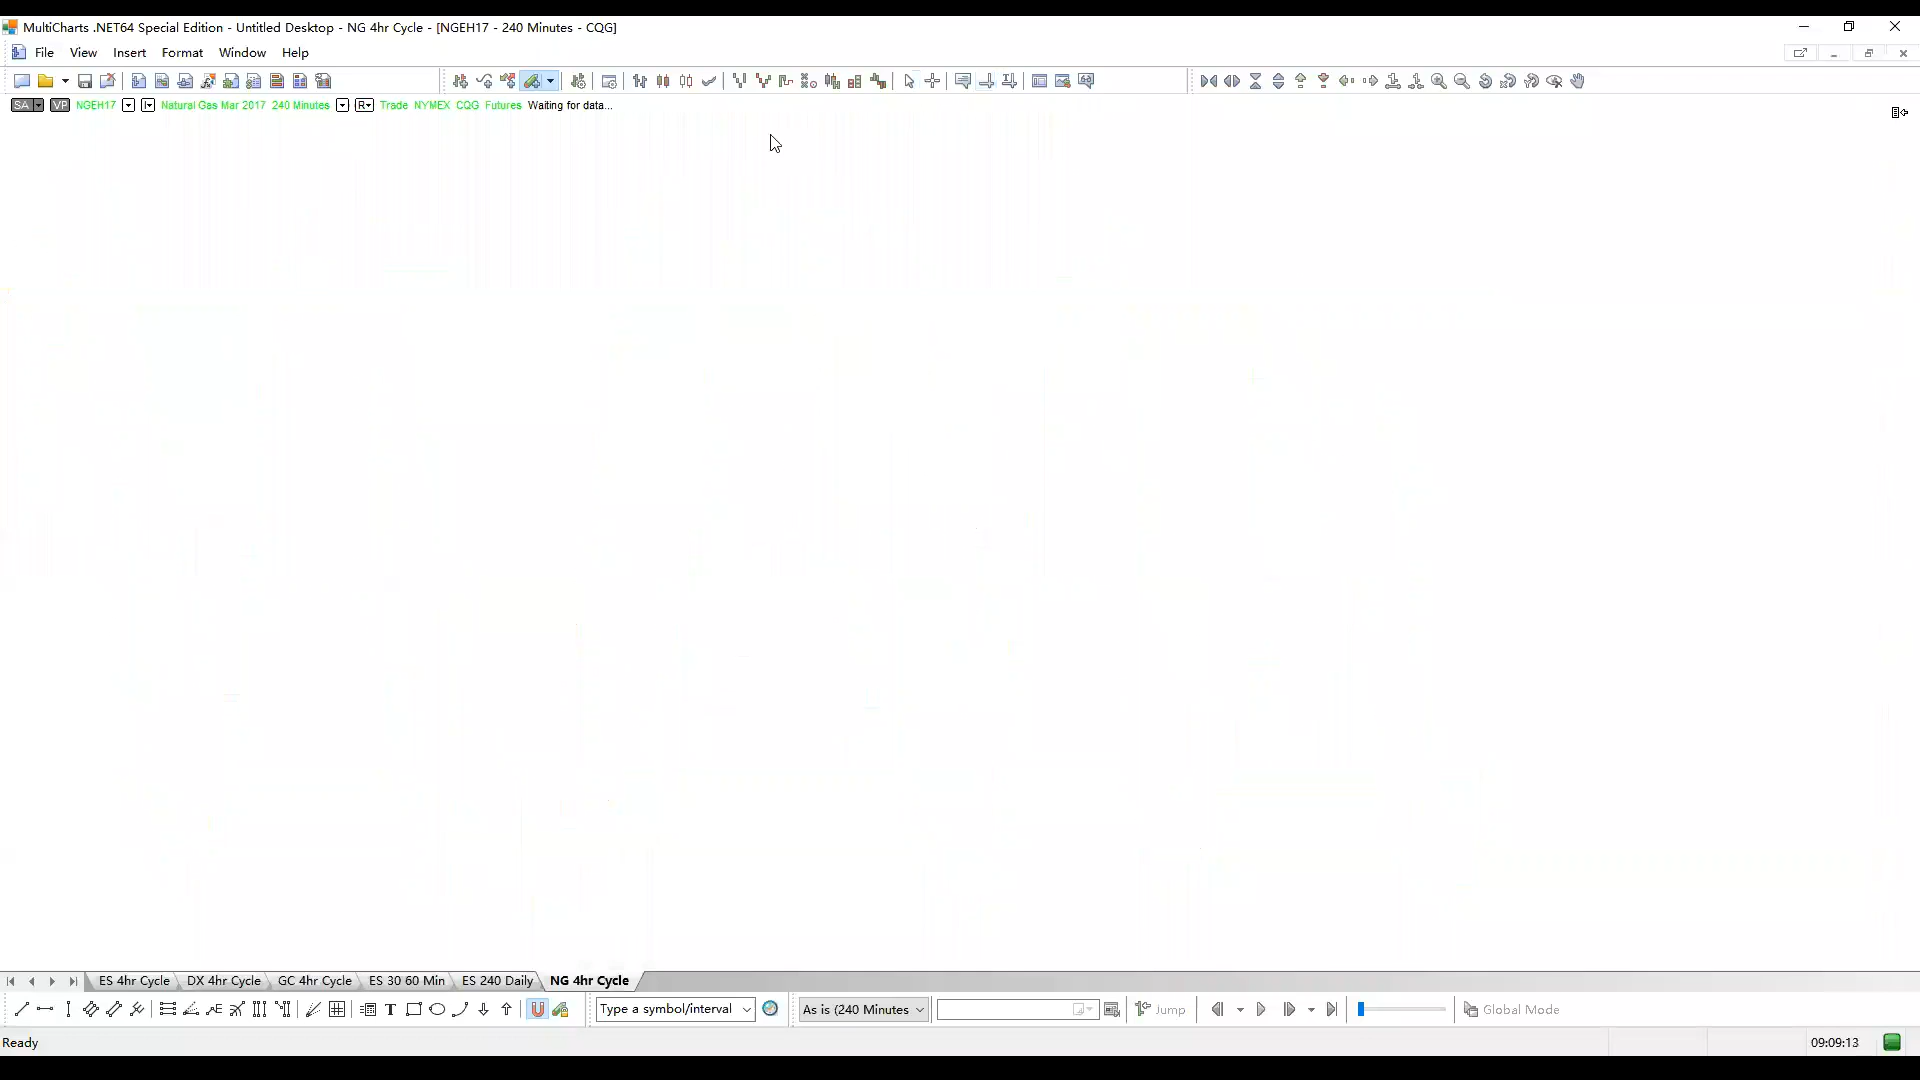 MultiCharts .NET64 Special Edition - Untitled Desktop - NG 4hr Cycle - [NGEH17 - 240 Minutes - CQG]
File View Insert Format Window Help
SA VP NGEH17 I Natural Gas Mar 2017 240 Minutes R Trade NYMEX CQG Futures Waiting for data...
ES 4hr Cycle DX 4hr Cycle GC 4hr Cycle ES 30 60 Min ES 240 Daily NG 4hr Cycle
T Type a symbol/interval As is (240 Minutes Jump Global Mode
Ready 09:09:13